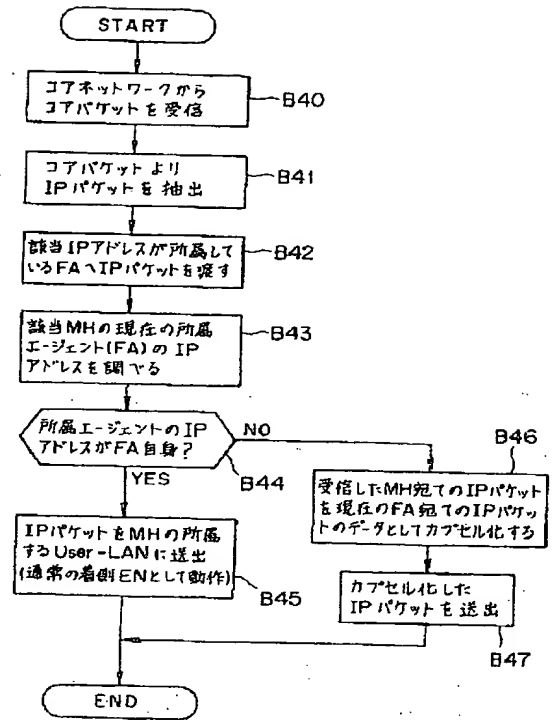 START
コアネットワークから
コアパケットを受信
B40
コアパケットより
IPパケットを抽出
B41
該当IPアドレスが所属して
いるFAへIPパケットを渡す
B42
該当MHの現在の所属
エージェント(FA)のIP
アドレスを調べる
B43
所属エージェントのIP
アドレスがFA自身?
NO
B44
YES
B46
受信したMH宛てのIPパケット
を現在のFA宛てのIPパケット
のデータとしてカプセル化する
IPパケットをMHの所属
するUser-LANに送出
(通常の着側ENとして動作)
B45
カプセル化した
IPパケットを送出
B47
END